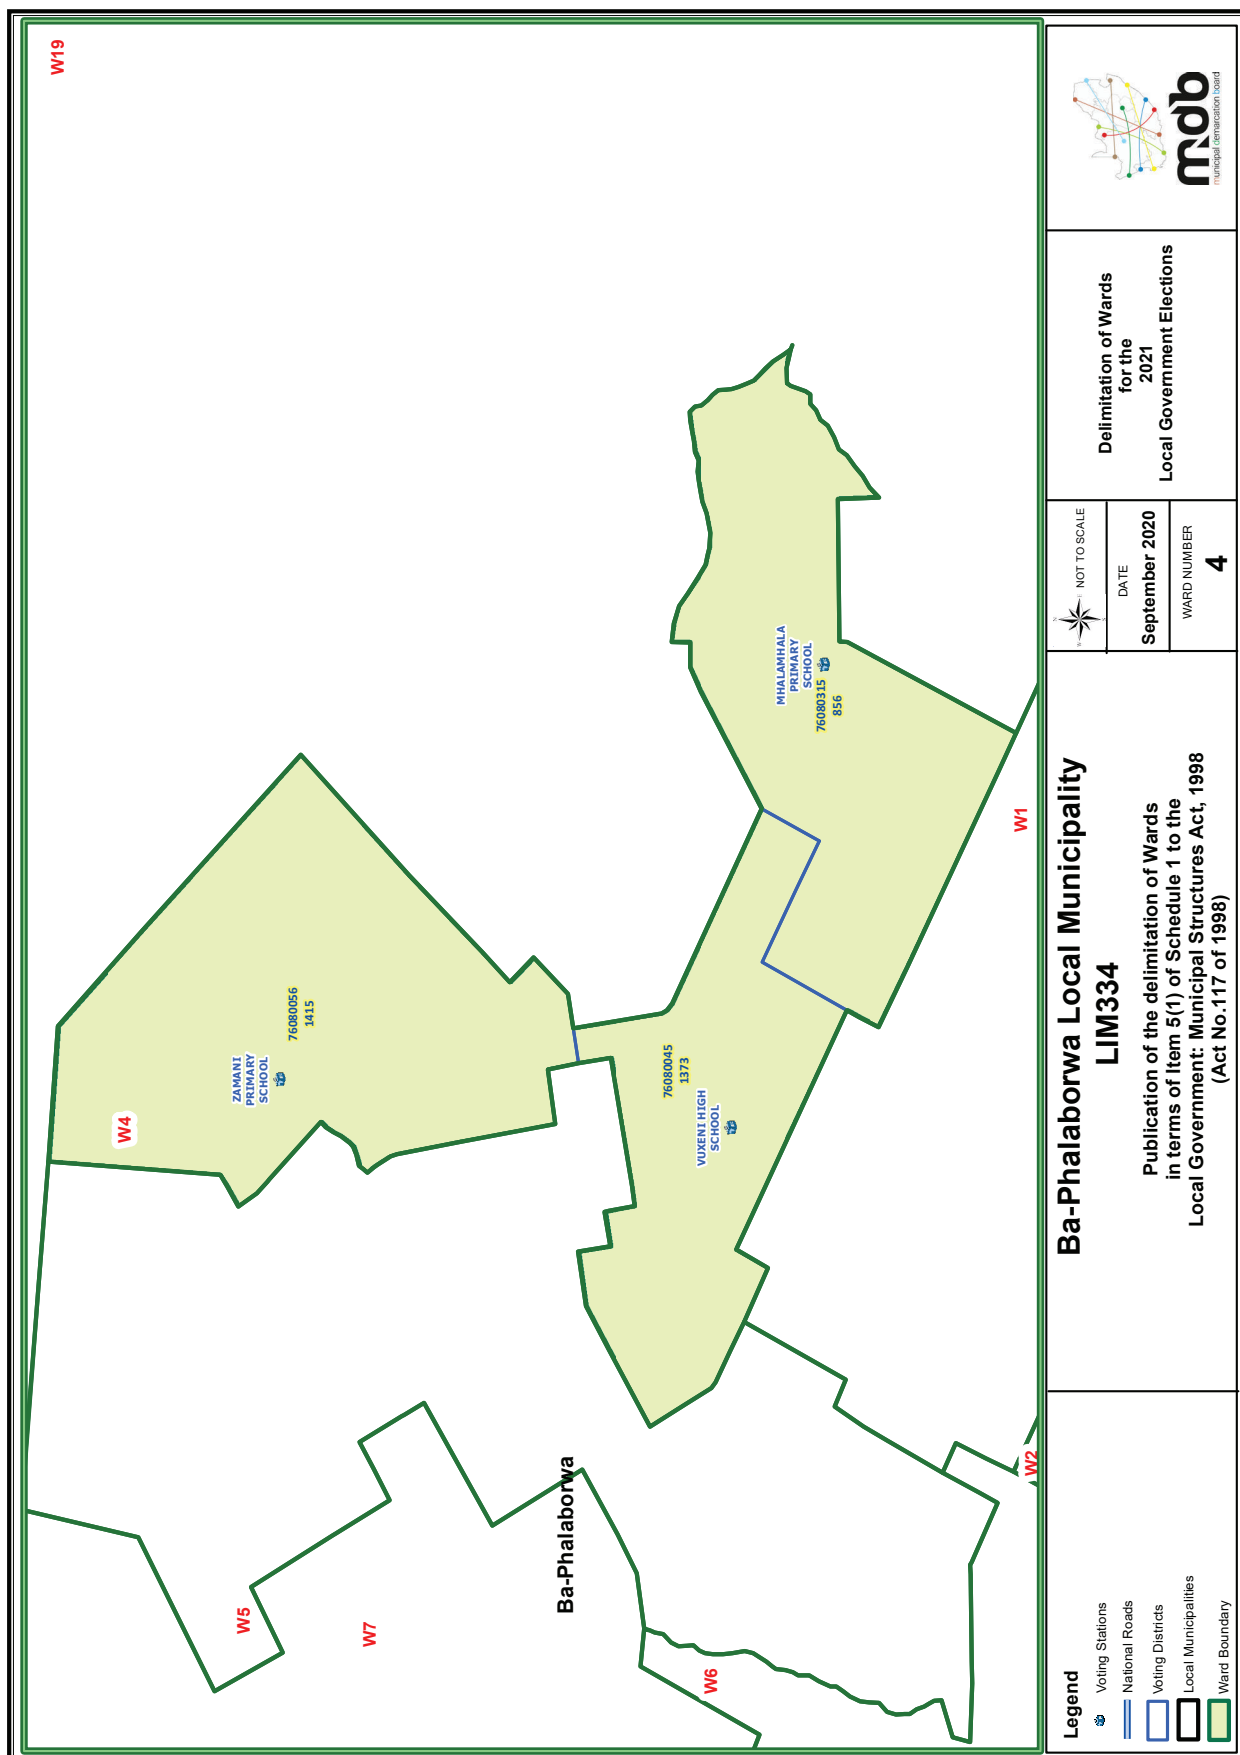 W19
W4
ZAMANI
PRIMARY
SCHOOL
76080056
1415
W5
W7
Ba-Phalaborwa
W6
VUXENI HIGH
SCHOOL
76080045
1373
MHALAMHALA
PRIMARY
SCHOOL
76080315
856
W1
W2
Legend
Voting Stations
National Roads
Voting Districts
Local Municipalities
Ward Boundary
Ba-Phalaborwa Local Municipality
LIM334
Publication of the delimitation of Wards
in terms of Item 5(1) of Schedule 1 to the
Local Government: Municipal Structures Act, 1998
(Act No.117 of 1998)
N
W
E
S
NOT TO SCALE
DATE
September 2020
WARD NUMBER
4
Delimitation of Wards
for the
2021
Local Government Elections
mdb
municipal demarcation board